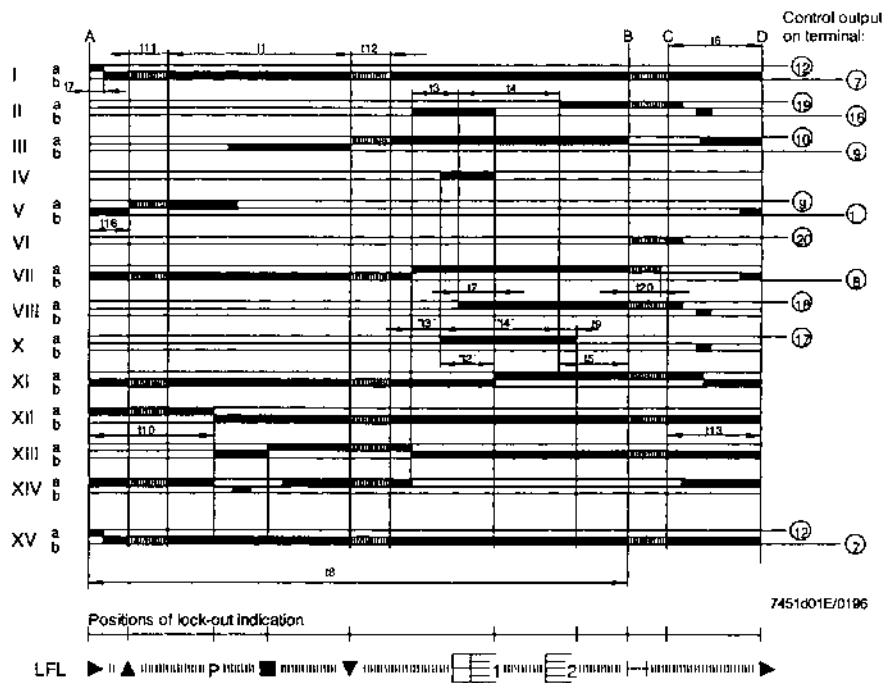 Control output
on terminal:
A B C D
t11 t1 t12 t6
I a b 12 7
t7
t3 t4
II a b 19 16
III a b 10 9
IV
V a b 9 1
t16
VI 20
VII a b 8
t7 t20
VIII a b 18
t3' t4' t9
X a b 17
t2' t5
XI a b
XII a b
t10 t13
XIII a b
XIV a b
XV a b 12 7
t8
7451d01E/0196
Positions of lock-out indication
LFL P 1 2